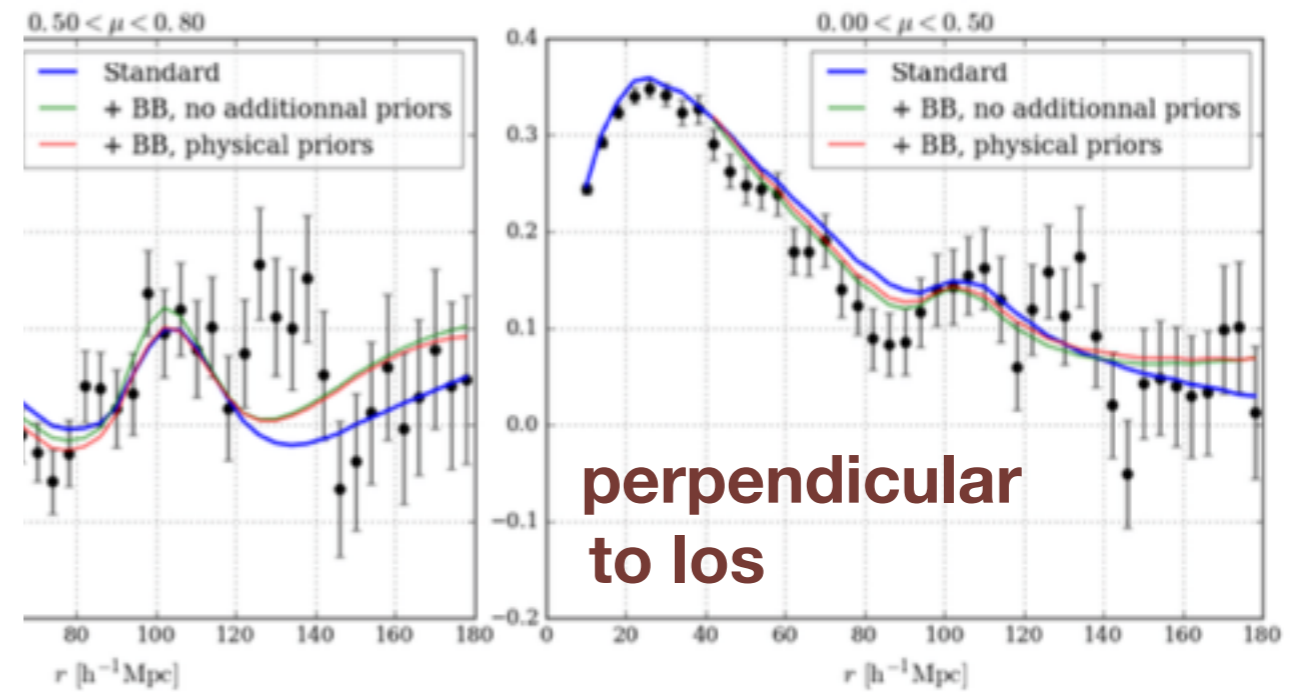 0.50 < μ < 0.80
Standard
+ BB, no additionnal priors
+ BB, physical priors
80 100 120 140 160 180
r [h⁻¹Mpc]
0.00 < μ < 0.50
Standard
+ BB, no additionnal priors
+ BB, physical priors
0.4
0.3
0.2
0.1
0.0
−0.1
−0.2
perpendicular
to los
0 20 40 60 80 100 120 140 160 180
r [h⁻¹Mpc]